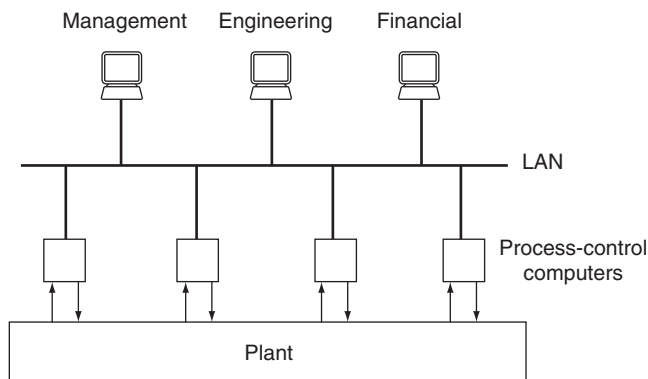 Management
Engineering
Financial
LAN
Process-control
computers
Plant